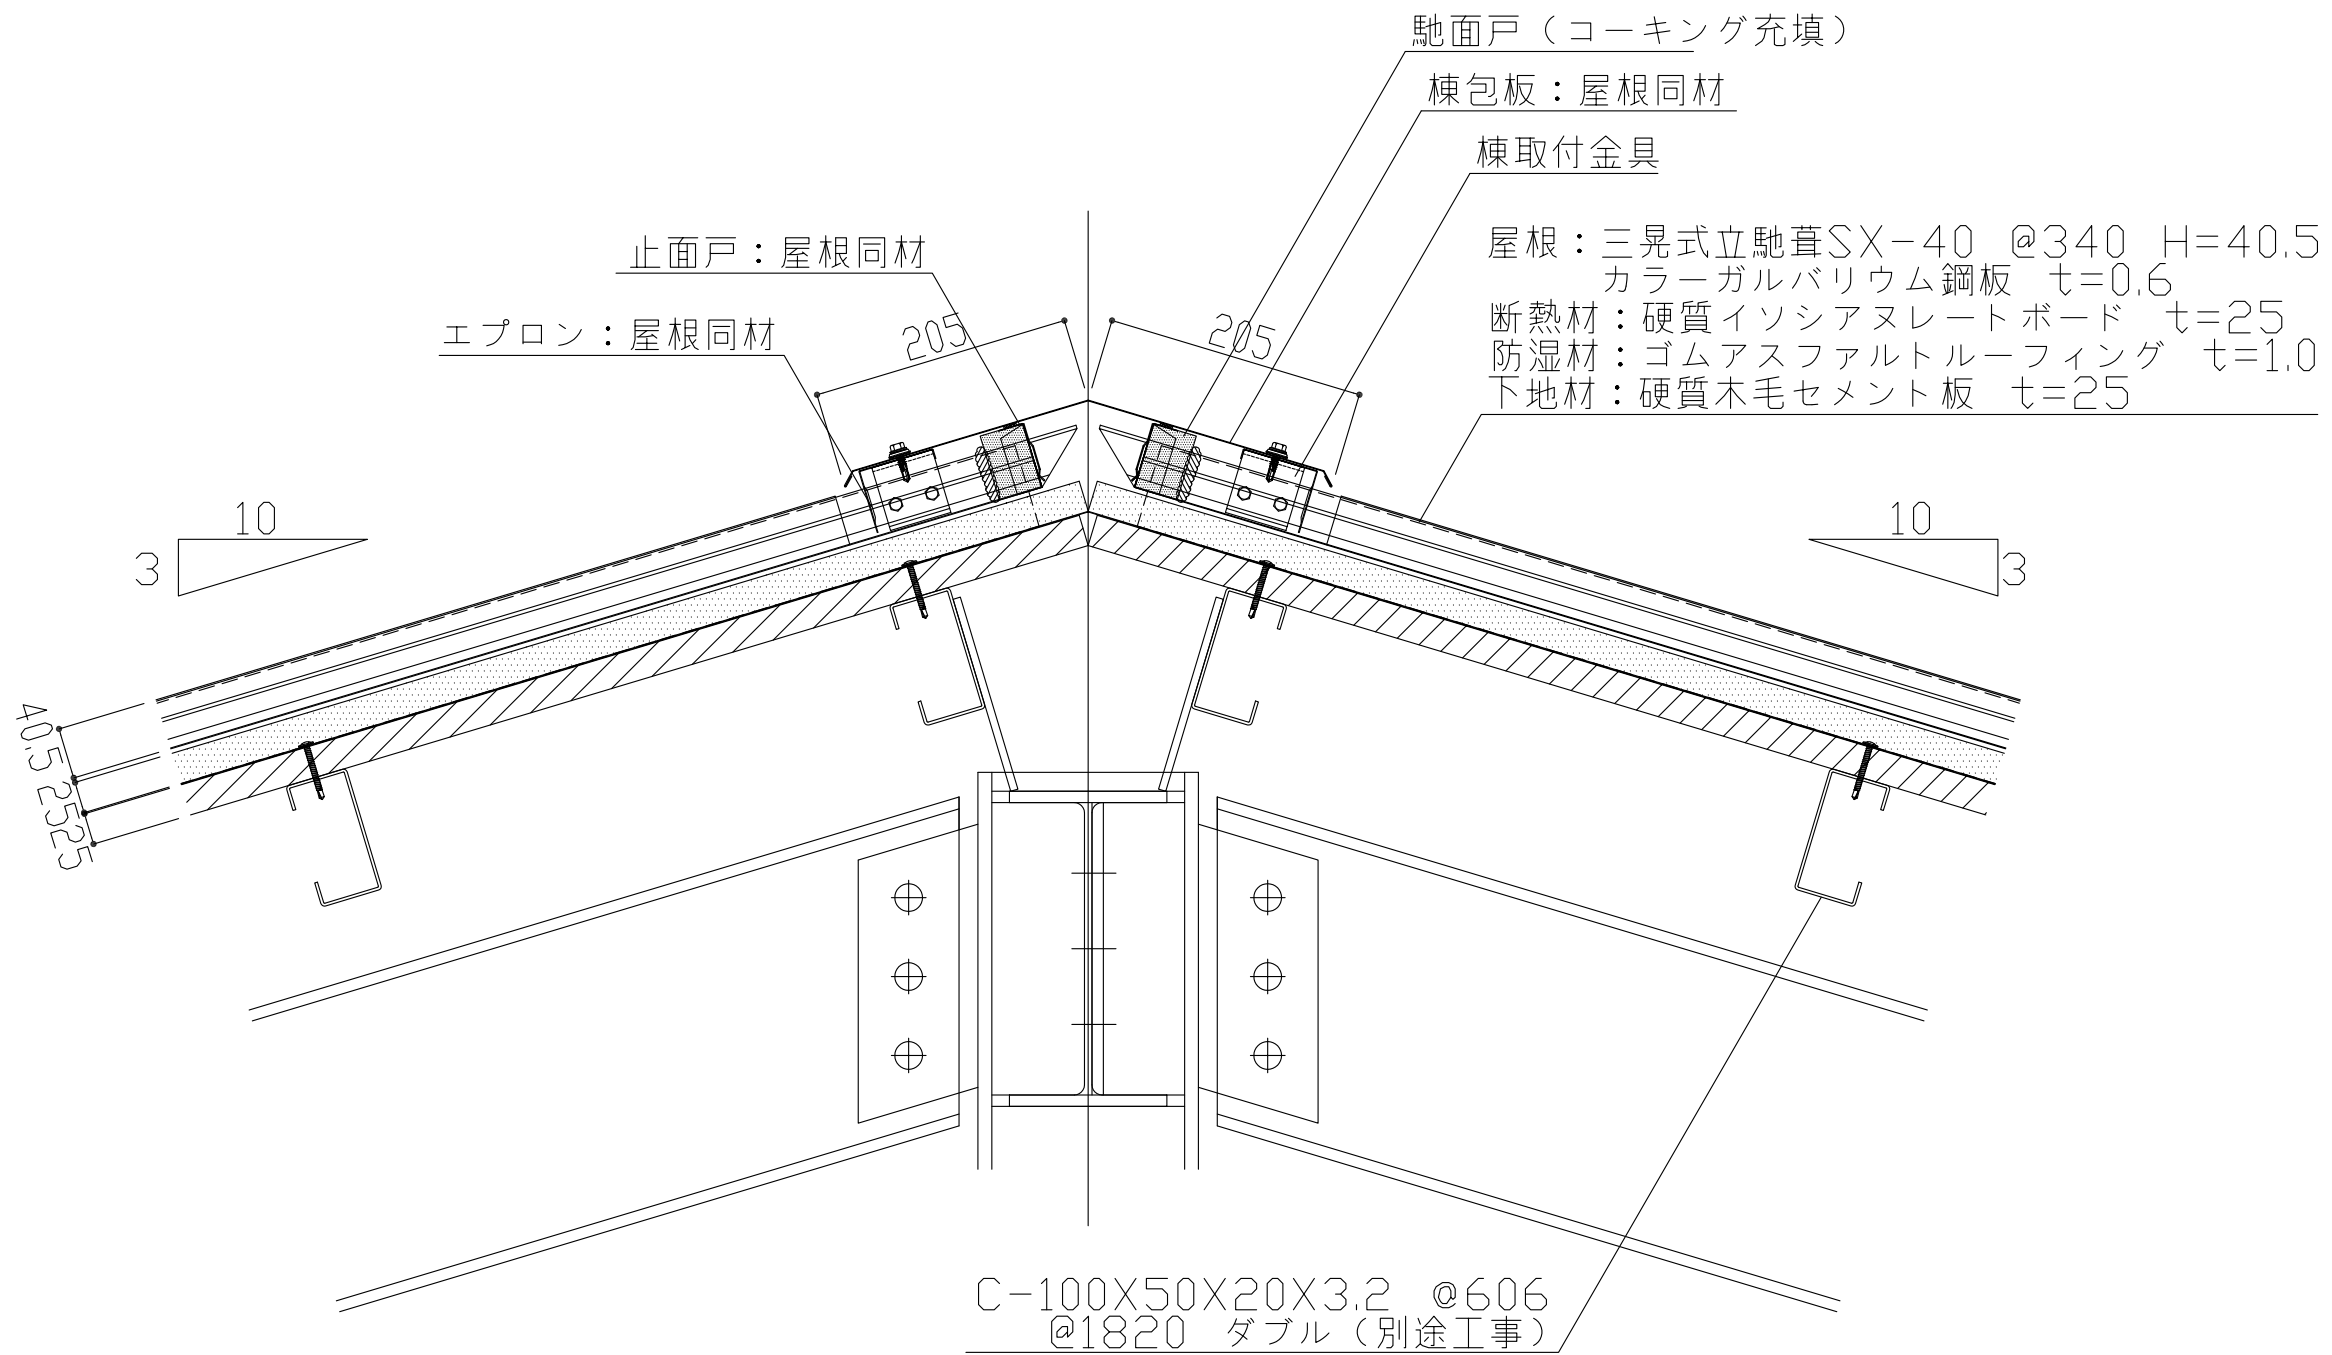 馳面戸（コーキング充填）
棟包板：屋根同材
棟取付金具
止面戸：屋根同材
エプロン：屋根同材
屋根：三晃式立馳葺SX-40 @340 H=40.5
カラーガルバリウム鋼板 t=0.6
断熱材：硬質イソシアヌレートボード t=25
防湿材：ゴムアスファルトルーフィング t=1.0
下地材：硬質木毛セメント板 t=25
205
205
10
3
10
3
40.5
25
25
C-100X50X20X3.2 @606
@1820 ダブル（別途工事）